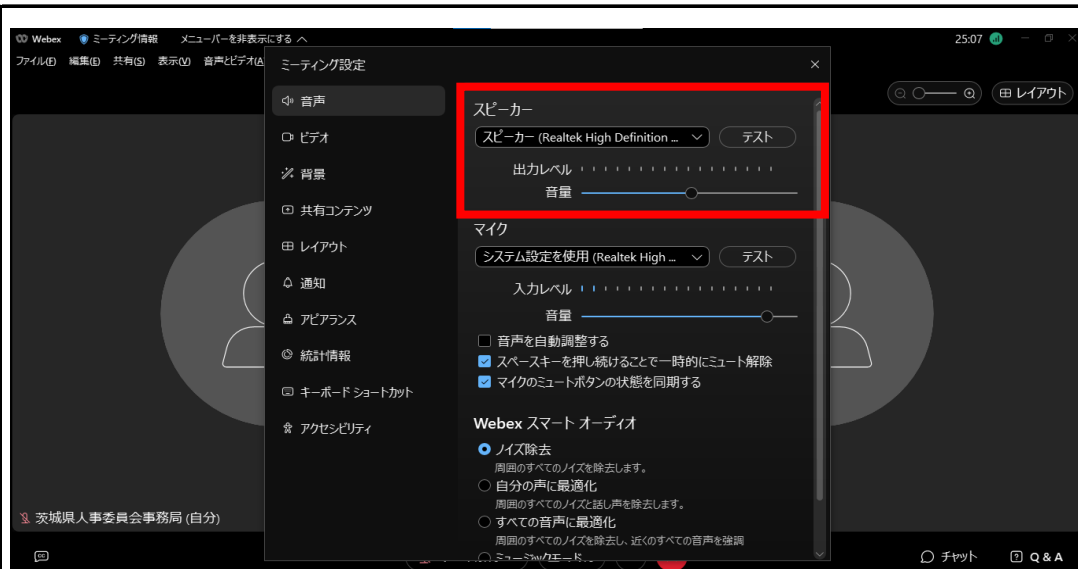 Webex ミーティング情報 メニューバーを非表示にする 25:07
ファイル(F) 編集(E) 共有(S) 表示(V) 音声とビデオ(A
レイアウト
ミーティング設定
音声
ビデオ
背景
共有コンテンツ
レイアウト
通知
アピアランス
統計情報
キーボード ショートカット
アクセシビリティ
スピーカー
スピーカー (Realtek High Definition ... テスト
出力レベル
音量
マイク
システム設定を使用 (Realtek High ... テスト
入力レベル
音量
音声を自動調整する
スペースキーを押し続けることで一時的にミュート解除
マイクのミュートボタンの状態を同期する
Webex スマート オーディオ
ノイズ除去
周囲のすべてのノイズを除去します。
自分の声に最適化
周囲のすべてのノイズと話し声を除去します。
すべての音声に最適化
周囲のすべてのノイズを除去し、近くのすべての音声を強調
ミュージックモード
茨城県人事委員会事務局 (自分)
チャット Q & A